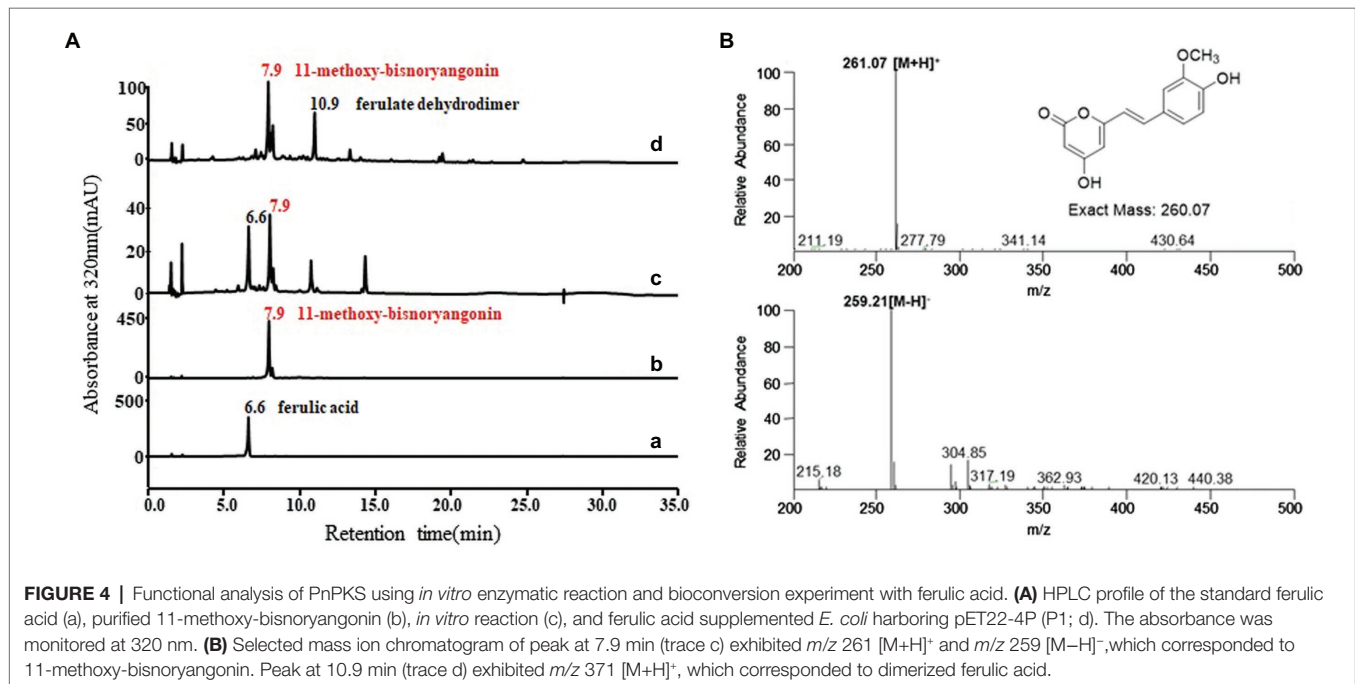 A
7.9 11-methoxy-bisnoryangonin
10.9 ferulate dehydrodimer
100
50
0
d
40
20
0
6.6
7.9
c
450
0
7.9 11-methoxy-bisnoryangonin
b
500
0
6.6 ferulic acid
a
Absorbance at 320nm(mAU)
0.0 5.0 10.0 15.0 20.0 25.0 30.0 35.0
Retention time(min)
B
261.07 [M+H]+
OCH3
OH
O
O
OH
Exact Mass: 260.07
100
80
60
40
20
Relative Abundance
211.19 277.79 341.14 430.64
200 250 300 350 400 450 500
m/z
259.21[M-H]-
100
80
60
40
20
Relative Abundance
215.18 304.85 317.19 362.93 420.13 440.38
200 250 300 350 400 450 500
m/z
FIGURE 4 | Functional analysis of PnPKS using in vitro enzymatic reaction and bioconversion experiment with ferulic acid. (A) HPLC profile of the standard ferulic
acid (a), purified 11-methoxy-bisnoryangonin (b), in vitro reaction (c), and ferulic acid supplemented E. coli harboring pET22-4P (P1; d). The absorbance was
monitored at 320 nm. (B) Selected mass ion chromatogram of peak at 7.9 min (trace c) exhibited m/z 261 [M+H]+ and m/z 259 [M−H]−,which corresponded to
11-methoxy-bisnoryangonin. Peak at 10.9 min (trace d) exhibited m/z 371 [M+H]+, which corresponded to dimerized ferulic acid.